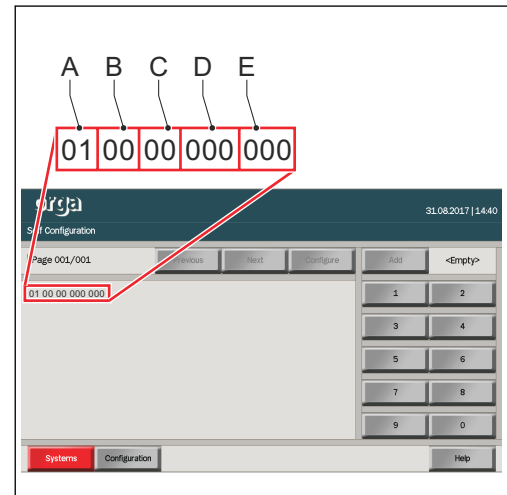 A B C D E
01 00 00 000 000
orga
31.08.2017 | 14:40
Self Configuration
Page 001/001 Previous Next Configure Add <Empty>
01 00 00 000 000
1 2
3 4
5 6
7 8
9 0
Systems Configuration Help